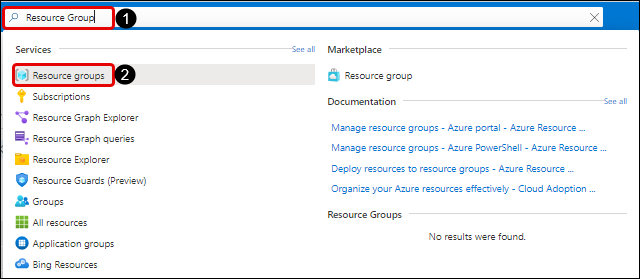 Resource Group
1
Services
See all
2
Resource groups
Subscriptions
Resource Graph Explorer
Resource Graph queries
Resource Explorer
Resource Guards (Preview)
Groups
All resources
Application groups
Bing Resources
Marketplace
Resource group
Documentation
See all
Manage resource groups - Azure portal - Azure Resource ...
Manage resource groups - Azure PowerShell - Azure Resource ...
Deploy resources to resource groups - Azure Resource ...
Organize your Azure resources effectively - Cloud Adoption ...
Resource Groups
No results were found.